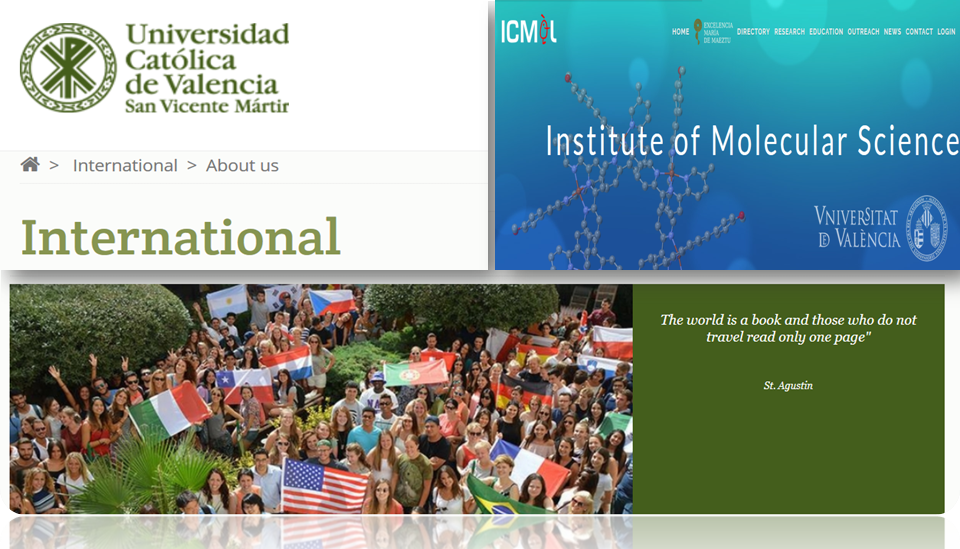 Universidad
Católica
de Valencia
San Vicente Mártir
> International > About us
International
ICMOL
HOME EXCELENCIA MARÍA DE MAEZTU DIRECTORY RESEARCH EDUCATION OUTREACH NEWS CONTACT LOGIN
Institute of Molecular Science
VNIVERSITAT
DE VALÈNCIA
The world is a book and those who do not
travel read only one page"
St. Agustin